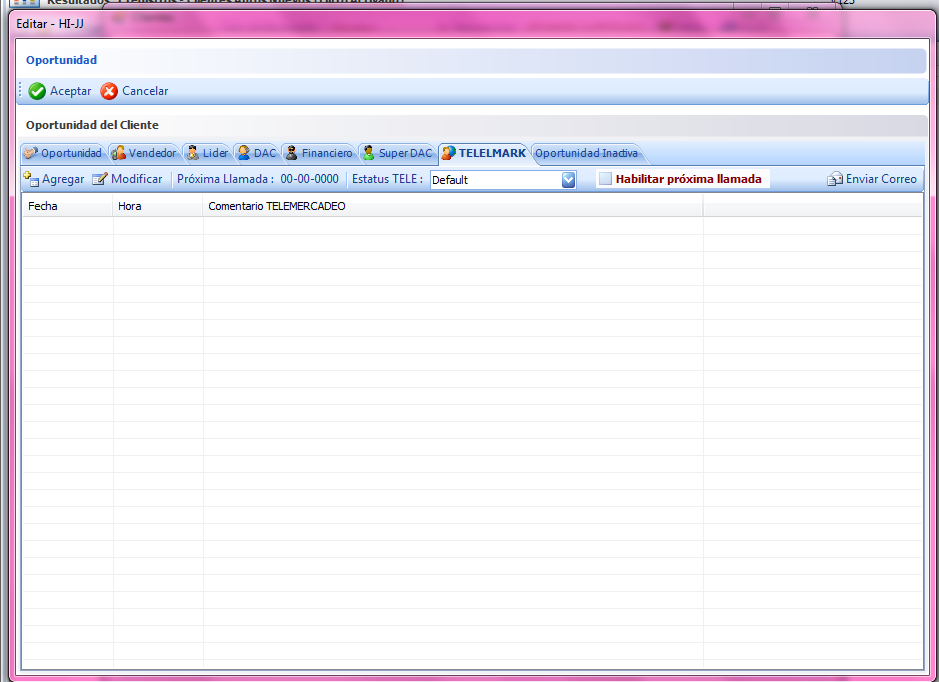 Editar - HI-JJ
Oportunidad
Aceptar Cancelar
Oportunidad del Cliente
Oportunidad Vendedor Lider DAC Financiero Super DAC TELELMARK Oportunidad Inactiva
Agregar Modificar Próxima Llamada : 00-00-0000 Estatus TELE : Default Habilitar próxima llamada Enviar Correo
Fecha Hora Comentario TELEMERCADEO